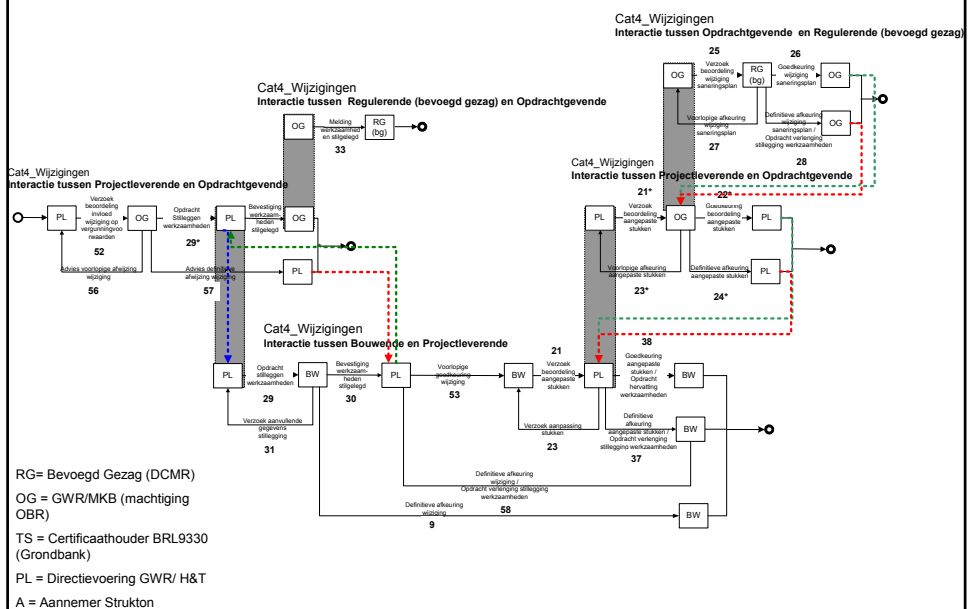 Cat4_Wijzigingen
Interactie tussen Opdrachtgevende en Regulerende (bevoegd gezag)
25
26
OG
Verzoek
beoordeling
wijziging
saneringsplan
RG
(bg)
Goedkeuring
wijziging
saneringsplan
OG
Voorlopige afkeuring
wijziging
saneringsplan
27
Definitieve afkeuring
wijziging
saneringsplan /
Opdracht verlenging
stillegging werkzaamheden
OG
28
Cat4_Wijzigingen
Interactie tussen Regulerende (bevoegd gezag) en Opdrachtgevende
OG
Melding
werkzaamhed
en stilgelegd
RG
(bg)
33
Cat4_Wijzigingen
Interactie tussen Projectleverende en Opdrachtgevende
PL
Verzoek
beoordeling
invloed
wijziging op
vergunningvoo
rwaarden
52
OG
Opdracht
Stilleggen
werkzaamheden
29*
PL
Bevestiging
werkzaam-
heden
stilgelegd
OG
Advies voorlopige afwijzing
wijziging
56
Advies definitieve
afwijzing wijziging
57
PL
Cat4_Wijzigingen
Interactie tussen Projectleverende en Opdrachtgevende
21*
22*
PL
Verzoek
beoordeling
aangepaste
stukken
OG
Goedkeuring
beoordeling
aangepaste
stukken
PL
Voorlopige afkeuring
aangepaste stukken
23*
Definitieve afkeuring
aangepaste stukken
24*
PL
Cat4_Wijzigingen
Interactie tussen Bouwende en Projectleverende
PL
Opdracht
stilleggen
werkzaamheden
29
BW
Bevestiging
werkzaam-
heden
stilgelegd
30
PL
Voorlopige
goedkeuring
wijziging
53
BW
21
Verzoek
beoordeling
aangepaste
stukken
PL
38
Goedkeuring
aangepaste
stukken /
Opdracht
hervatting
werkzaamheden
BW
Verzoek aanvullende
gegevens
stillegging
31
Verzoek aanpassing
stukken
23
Definitieve
afkeuring
aangepaste stukken /
Opdracht verlenging
stillegging werkzaamheden
37
BW
Definitieve afkeuring
wijziging /
Opdracht verlenging stillegging
werkzaamheden
58
Definitieve afkeuring
wijziging
9
BW
RG= Bevoegd Gezag (DCMR)
OG = GWR/MKB (machtiging
OBR)
TS = Certificaathouder BRL9330
(Grondbank)
PL = Directievoering GWR/ H&T
A = Aannemer Strukton